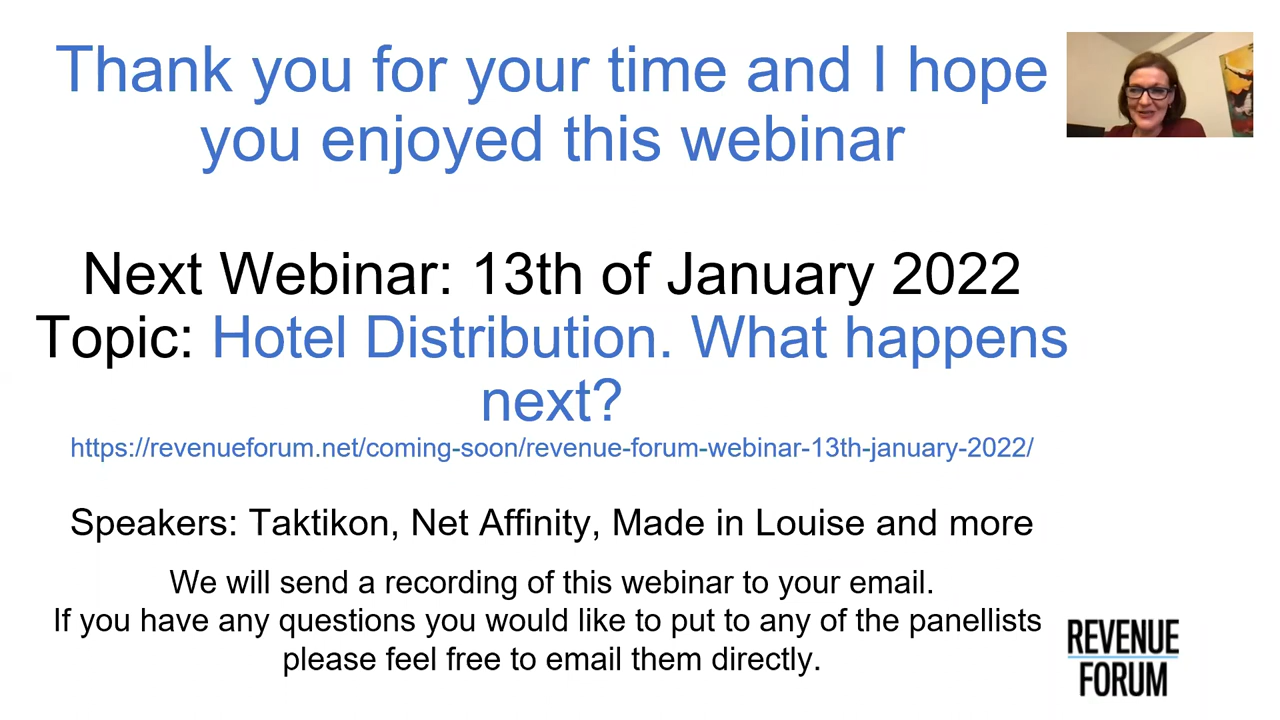 Thank you for your time and I hope
you enjoyed this webinar
Next Webinar: 13th of January 2022
Topic: Hotel Distribution. What happens
next?
https://revenueforum.net/coming-soon/revenue-forum-webinar-13th-january-2022/
Speakers: Taktikon, Net Affinity, Made in Louise and more
We will send a recording of this webinar to your email.
If you have any questions you would like to put to any of the panellists
please feel free to email them directly.
REVENUE
FORUM